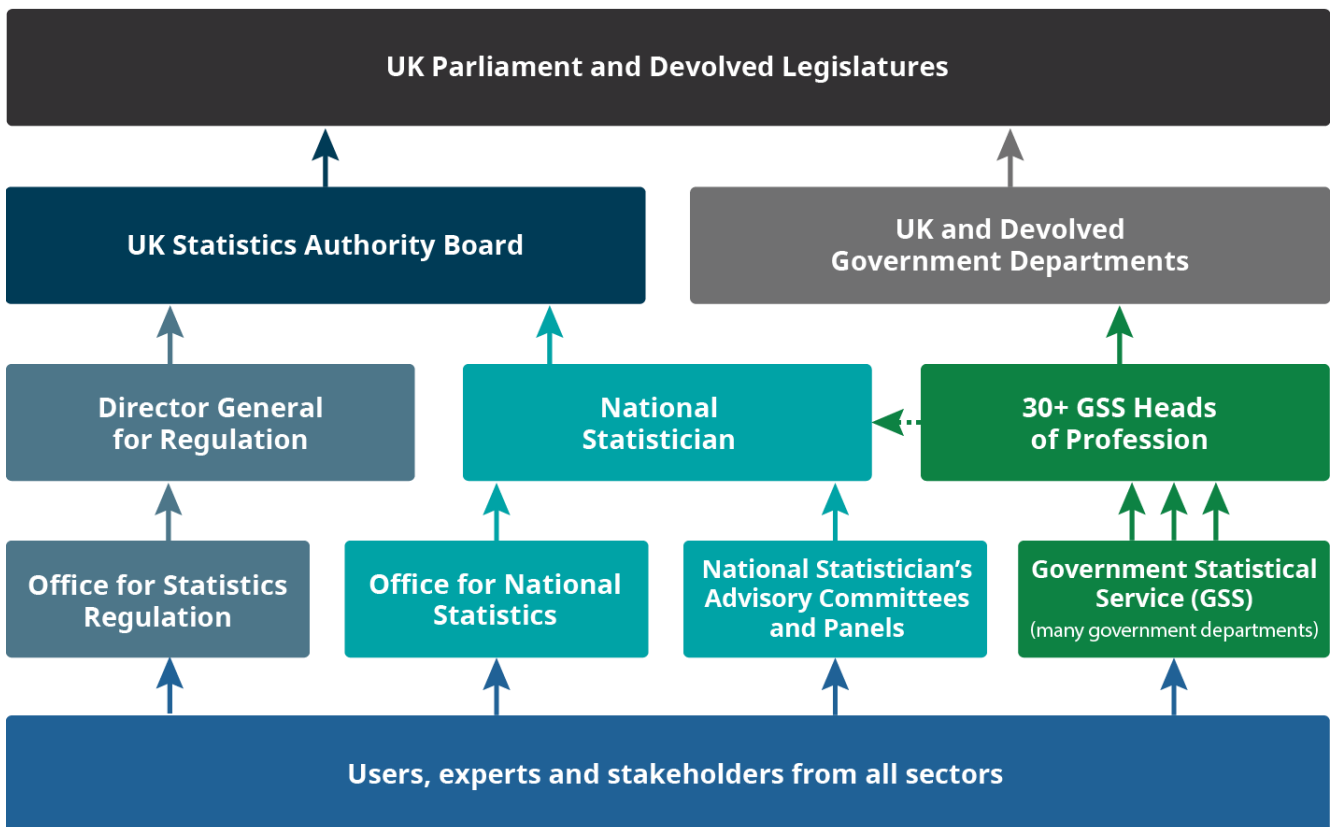 UK Parliament and Devolved Legislatures
UK Statistics Authority Board
UK and Devolved
Government Departments
Director General
for Regulation
National
Statistician
30+ GSS Heads
of Profession
Office for Statistics
Regulation
Office for National
Statistics
National Statistician’s
Advisory Committees
and Panels
Government Statistical
Service (GSS)
(many government departments)
Users, experts and stakeholders from all sectors